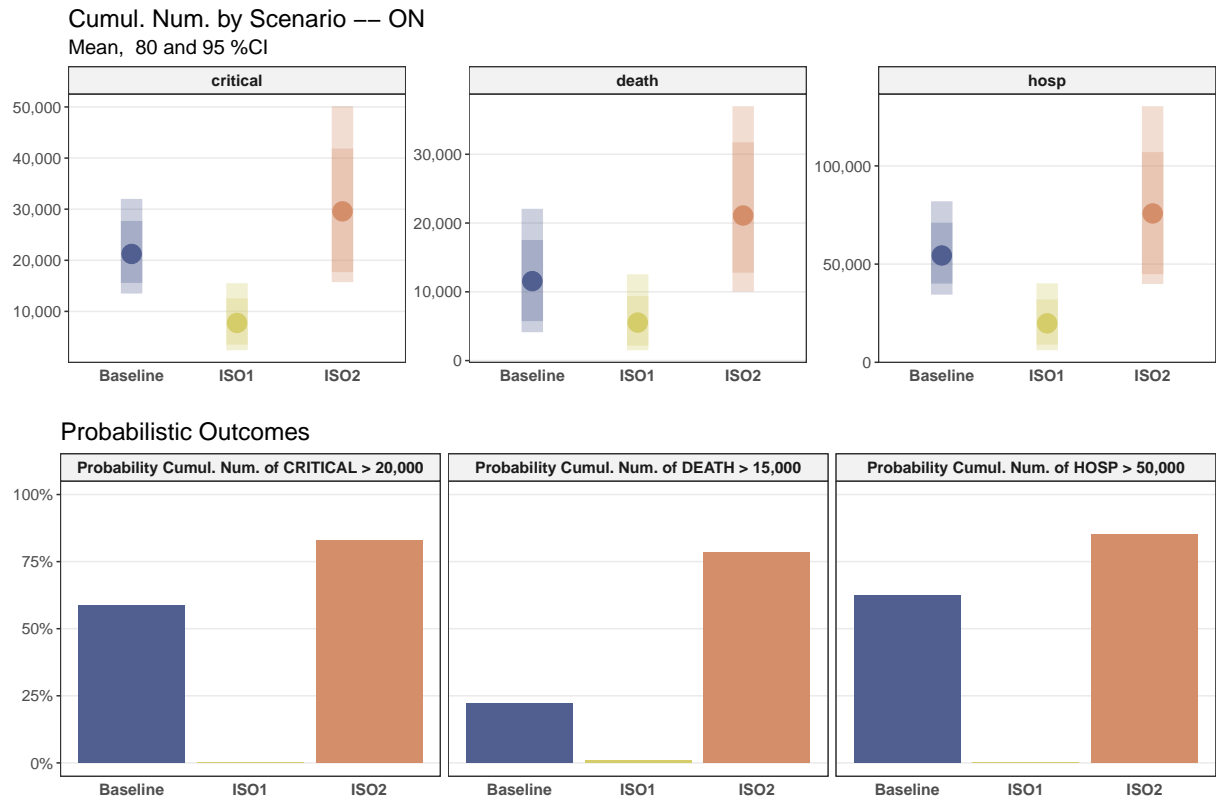 Cumul. Num. by Scenario −− ON
Mean,  80 and 95 %CI
critical
death
hosp
50,000
40,000
30,000
20,000
10,000
30,000
20,000
10,000
0
100,000
50,000
0
Baseline ISO1 ISO2
Baseline ISO1 ISO2
Baseline ISO1 ISO2
Probabilistic Outcomes
Probability Cumul. Num. of CRITICAL > 20,000
Probability Cumul. Num. of DEATH > 15,000
Probability Cumul. Num. of HOSP > 50,000
100%
75%
50%
25%
0%
Baseline ISO1 ISO2
Baseline ISO1 ISO2
Baseline ISO1 ISO2